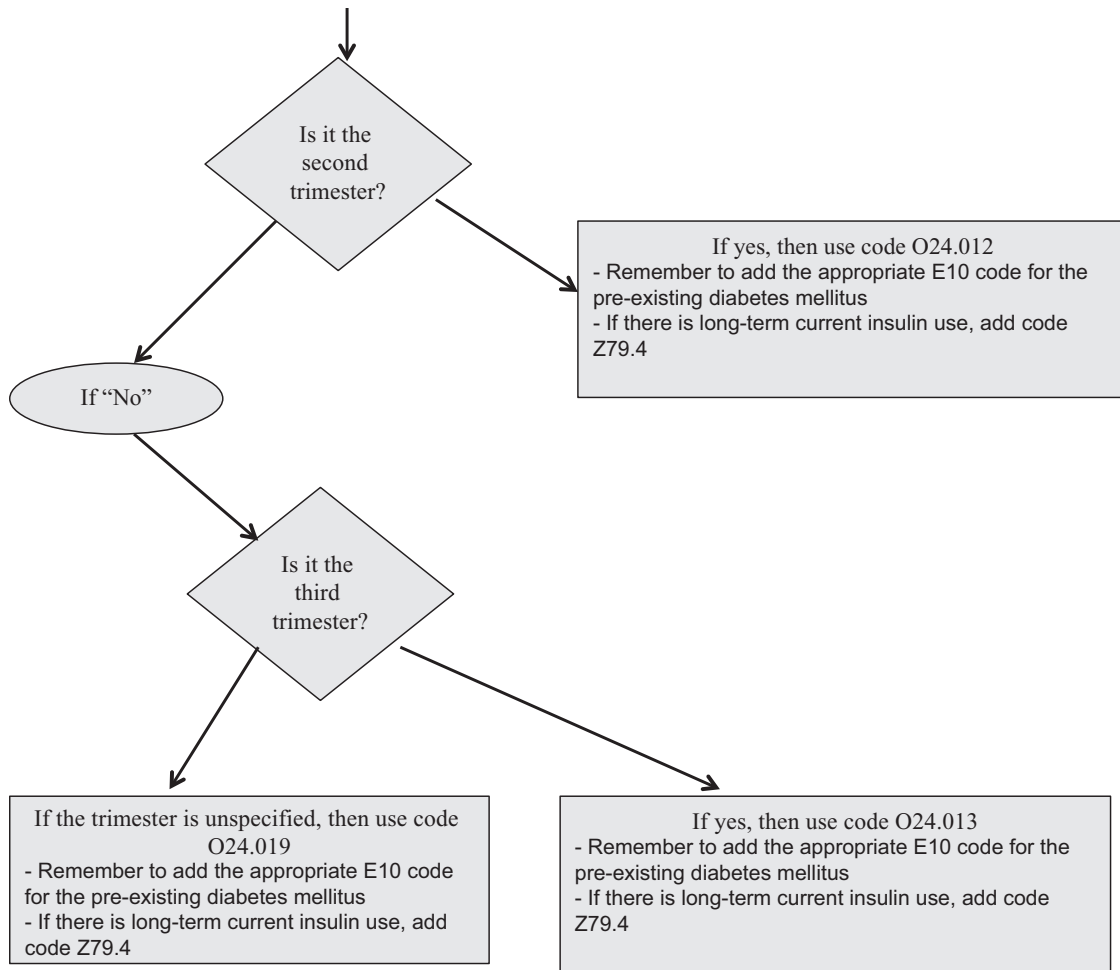 Is it the
second
trimester?
If yes, then use code O24.012
- Remember to add the appropriate E10 code for the
pre-existing diabetes mellitus
- If there is long-term current insulin use, add code
Z79.4
If “No”
Is it the
third
trimester?
If the trimester is unspecified, then use code
O24.019
- Remember to add the appropriate E10 code
for the pre-existing diabetes mellitus
- If there is long-term current insulin use, add
code Z79.4
If yes, then use code O24.013
- Remember to add the appropriate E10 code for the
pre-existing diabetes mellitus
- If there is long-term current insulin use, add code
Z79.4